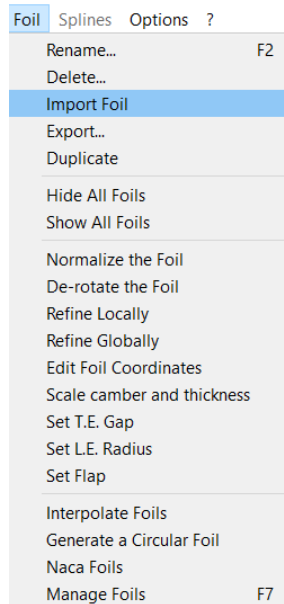 Foil Splines Options ?
Rename... F2
Delete...
Import Foil
Export...
Duplicate
Hide All Foils
Show All Foils
Normalize the Foil
De-rotate the Foil
Refine Locally
Refine Globally
Edit Foil Coordinates
Scale camber and thickness
Set T.E. Gap
Set L.E. Radius
Set Flap
Interpolate Foils
Generate a Circular Foil
Naca Foils
Manage Foils F7